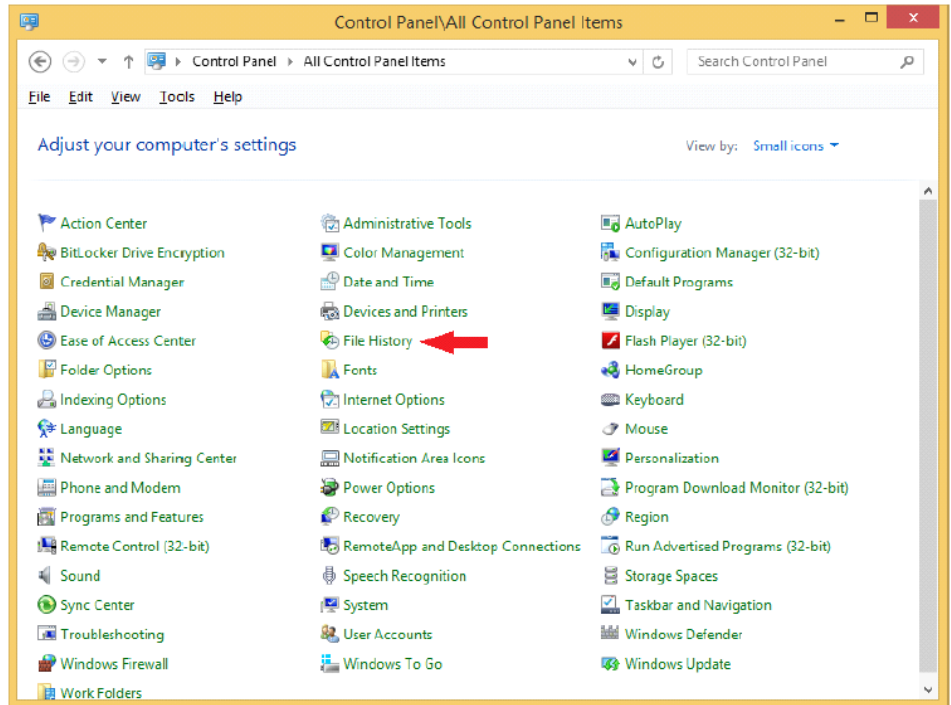 Control Panel\All Control Panel Items
Control Panel All Control Panel Items Search Control Panel
File Edit View Tools Help
Adjust your computer's settings View by: Small icons
Action Center Administrative Tools AutoPlay
BitLocker Drive Encryption Color Management Configuration Manager (32-bit)
Credential Manager Date and Time Default Programs
Device Manager Devices and Printers Display
Ease of Access Center File History Flash Player (32-bit)
Folder Options Fonts HomeGroup
Indexing Options Internet Options Keyboard
Language Location Settings Mouse
Network and Sharing Center Notification Area Icons Personalization
Phone and Modem Power Options Program Download Monitor (32-bit)
Programs and Features Recovery Region
Remote Control (32-bit) RemoteApp and Desktop Connections Run Advertised Programs (32-bit)
Sound Speech Recognition Storage Spaces
Sync Center System Taskbar and Navigation
Troubleshooting User Accounts Windows Defender
Windows Firewall Windows To Go Windows Update
Work Folders